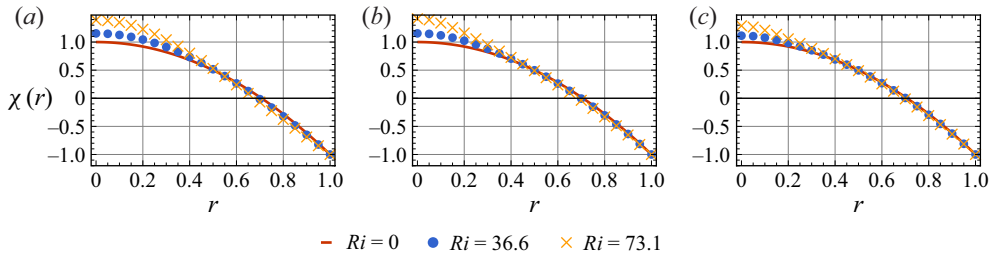 (a) (b) (c)
1.0 1.0 1.0
0.5 0.5 0.5
χ (r) 0 0 0
–0.5 –0.5 –0.5
–1.0 –1.0 –1.0
0 0.2 0.4 0.6 0.8 1.0 0 0.2 0.4 0.6 0.8 1.0 0 0.2 0.4 0.6 0.8 1.0
r r r
Ri = 0 Ri = 36.6 Ri = 73.1